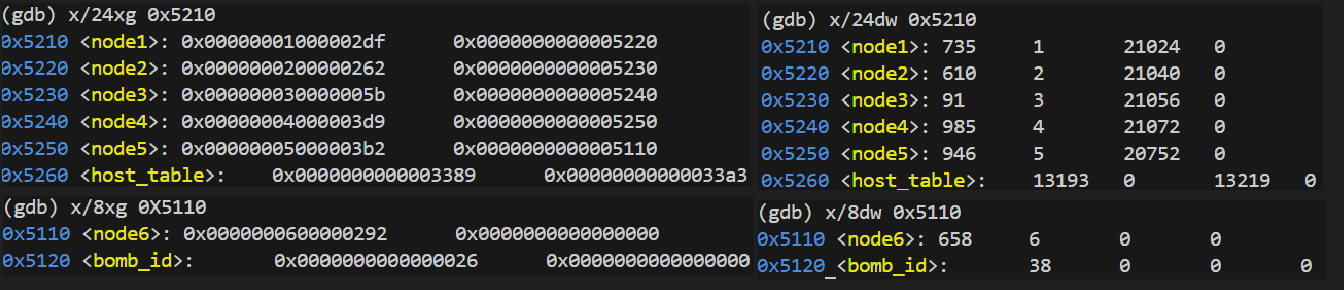 (gdb) x/24xg 0x5210
0x5210 <node1>: 0x00000001000002df 0x0000000000005220
0x5220 <node2>: 0x0000000200000262 0x0000000000005230
0x5230 <node3>: 0x000000030000005b 0x0000000000005240
0x5240 <node4>: 0x00000004000003d9 0x0000000000005250
0x5250 <node5>: 0x00000005000003b2 0x0000000000005110
0x5260 <host_table>: 0x0000000000003389 0x00000000000033a3
(gdb) x/8xg 0X5110
0x5110 <node6>: 0x0000000600000292 0x0000000000000000
0x5120 <bomb_id>: 0x0000000000000026 0x0000000000000000
(gdb) x/24dw 0x5210
0x5210 <node1>: 735 1 21024 0
0x5220 <node2>: 610 2 21040 0
0x5230 <node3>: 91 3 21056 0
0x5240 <node4>: 985 4 21072 0
0x5250 <node5>: 946 5 20752 0
0x5260 <host_table>: 13193 0 13219 0
(gdb) x/8dw 0x5110
0x5110 <node6>: 658 6 0 0
0x5120_<bomb_id>: 38 0 0 0